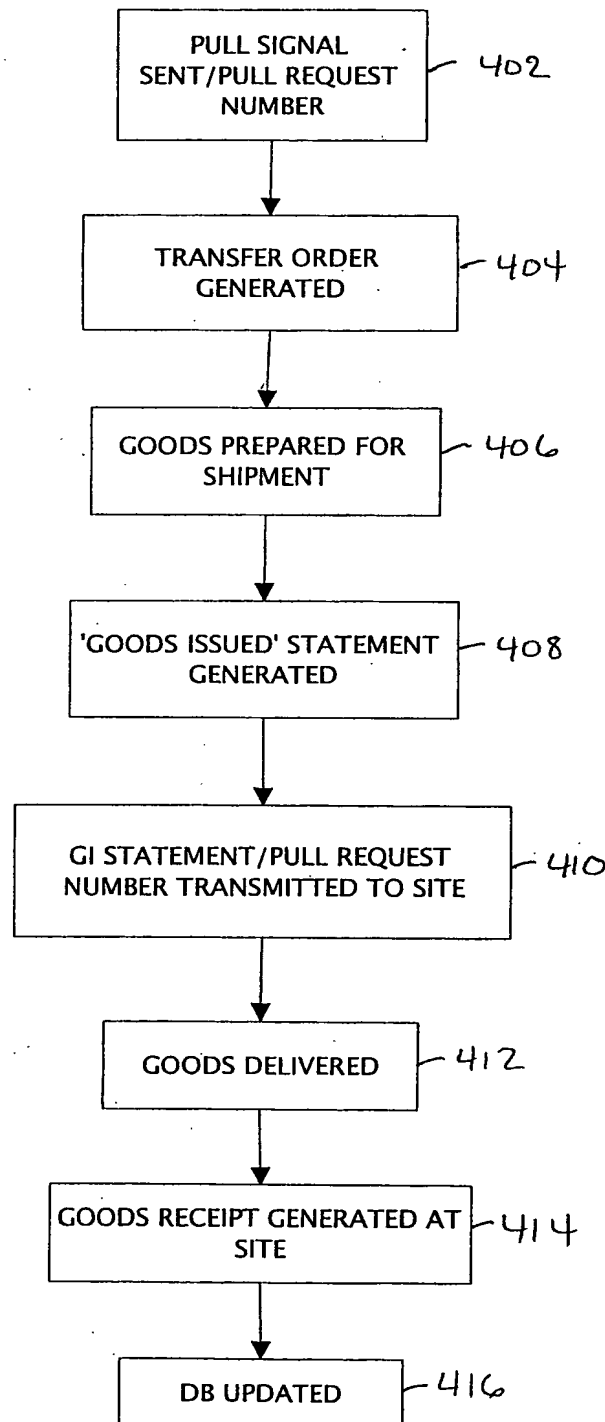 PULL SIGNAL
SENT/PULL REQUEST
NUMBER
402
TRANSFER ORDER
GENERATED
404
GOODS PREPARED FOR
SHIPMENT
406
'GOODS ISSUED' STATEMENT
GENERATED
408
GI STATEMENT/PULL REQUEST
NUMBER TRANSMITTED TO SITE
410
GOODS DELIVERED
412
GOODS RECEIPT GENERATED AT
SITE
414
DB UPDATED
416